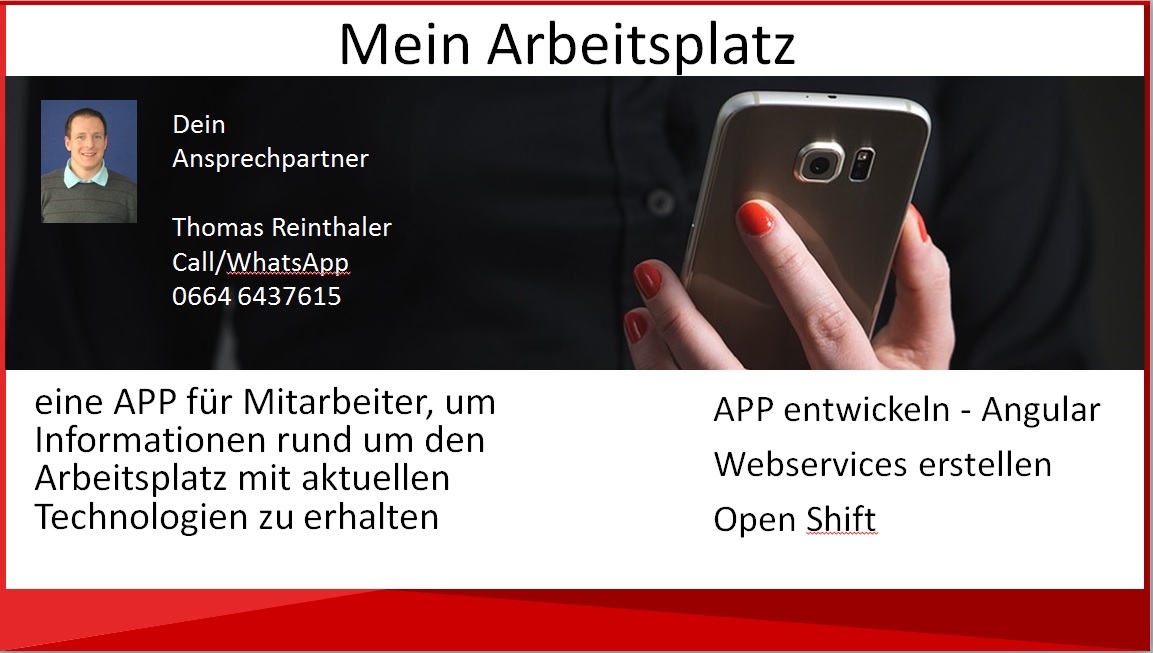 Mein Arbeitsplatz
Dein
Ansprechpartner
Thomas Reinthaler
Call/WhatsApp
0664 6437615
eine APP für Mitarbeiter, um
Informationen rund um den
Arbeitsplatz mit aktuellen
Technologien zu erhalten
APP entwickeln - Angular
Webservices erstellen
Open Shift